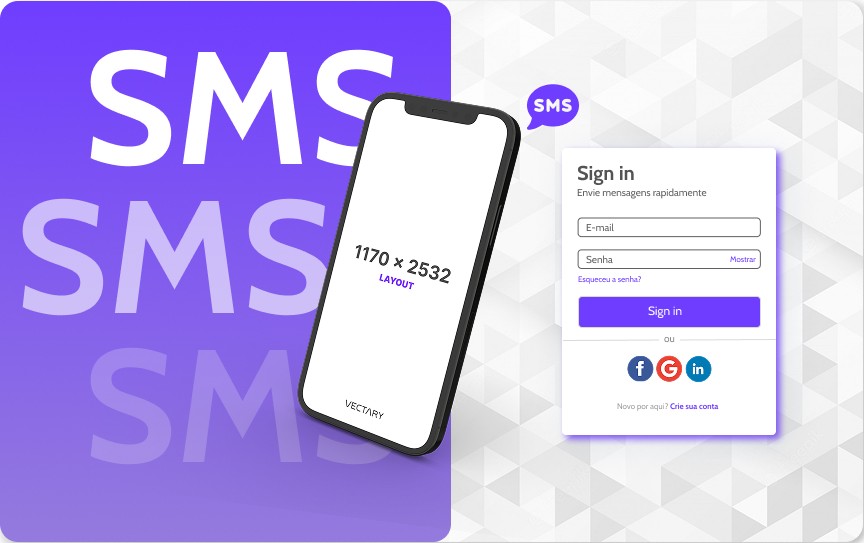 SMS
SMS
SMS
1170 × 2532
LAYOUT
VECTARY
SMS
Sign in
Envie mensagens rapidamente
E-mail
Senha
Mostrar
Esqueceu a senha?
Sign in
ou
f
G
in
Novo por aqui? Crie sua conta